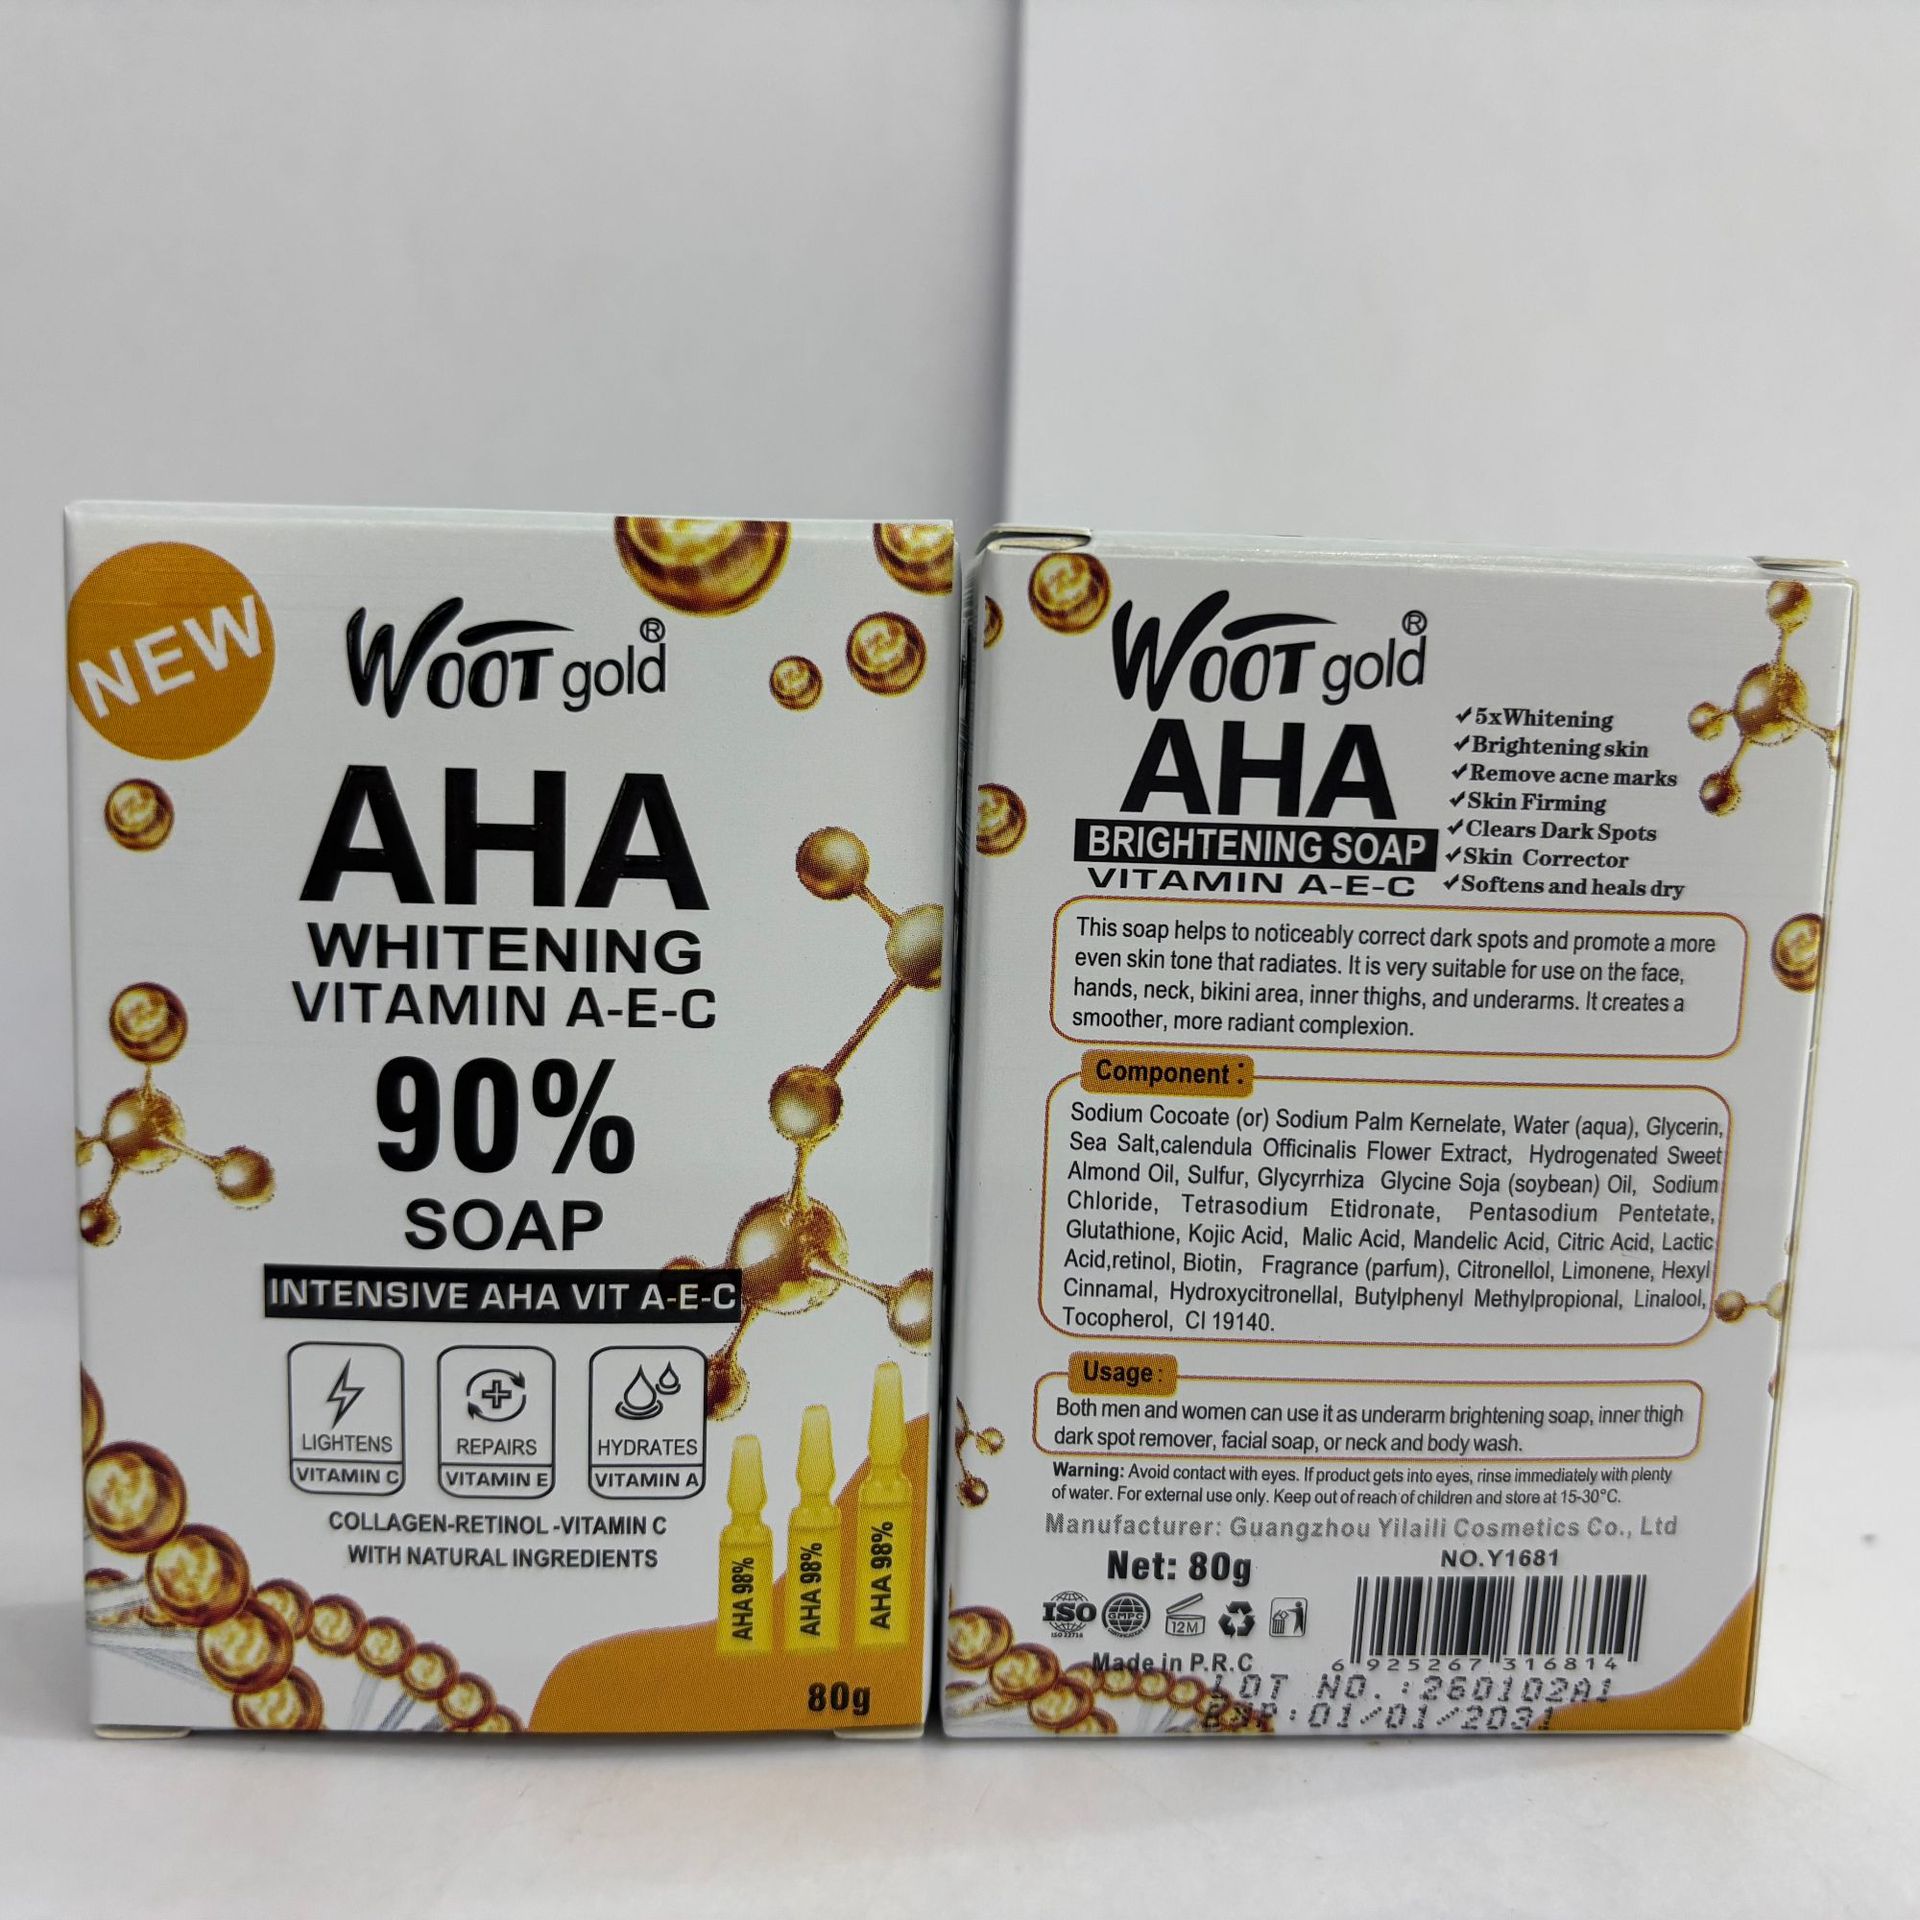 NEW
WOOT gold®
AHA
WHITENING
VITAMIN A-E-C
90%
SOAP
INTENSIVE AHA VIT A-E-C
LIGHTENS
VITAMIN C
REPAIRS
VITAMIN E
HYDRATES
VITAMIN A
COLLAGEN-RETINOL -VITAMIN C
WITH NATURAL INGREDIENTS
AHA 98%
AHA 98%
AHA 98%
80g
WOOT gold®
AHA
BRIGHTENING SOAP
VITAMIN A-E-C
✓5xWhitening
✓Brightening skin
✓Remove acne marks
✓Skin Firming
✓Clears Dark Spots
✓Skin Corrector
✓Softens and heals dry
This soap helps to noticeably correct dark spots and promote a more
even skin tone that radiates. It is very suitable for use on the face,
hands, neck, bikini area, inner thighs, and underarms. It creates a
smoother, more radiant complexion.
Component :
Sodium Cocoate (or) Sodium Palm Kernelate, Water (aqua), Glycerin,
Sea Salt,calendula Officinalis Flower Extract, Hydrogenated Sweet
Almond Oil, Sulfur, Glycyrrhiza Glycine Soja (soybean) Oil, Sodium
Chloride, Tetrasodium Etidronate, Pentasodium Pentetate,
Glutathione, Kojic Acid, Malic Acid, Mandelic Acid, Citric Acid, Lactic
Acid,retinol, Biotin, Fragrance (parfum), Citronellol, Limonene, Hexyl
Cinnamal, Hydroxycitronellal, Butylphenyl Methylpropional, Linalool,
Tocopherol, CI 19140.
Usage :
Both men and women can use it as underarm brightening soap, inner thigh
dark spot remover, facial soap, or neck and body wash.
Warning: Avoid contact with eyes. If product gets into eyes, rinse immediately with plenty
of water. For external use only. Keep out of reach of children and store at 15-30°C.
Manufacturer: Guangzhou Yilaili Cosmetics Co., Ltd
Net: 80g
NO.Y1681
ISO
ISO 22716
GMPC
CERTIFICATION
12M
Made in P.R.C
6 925267 316814
LOT NO.:260102A1
EXP:01/01/2031